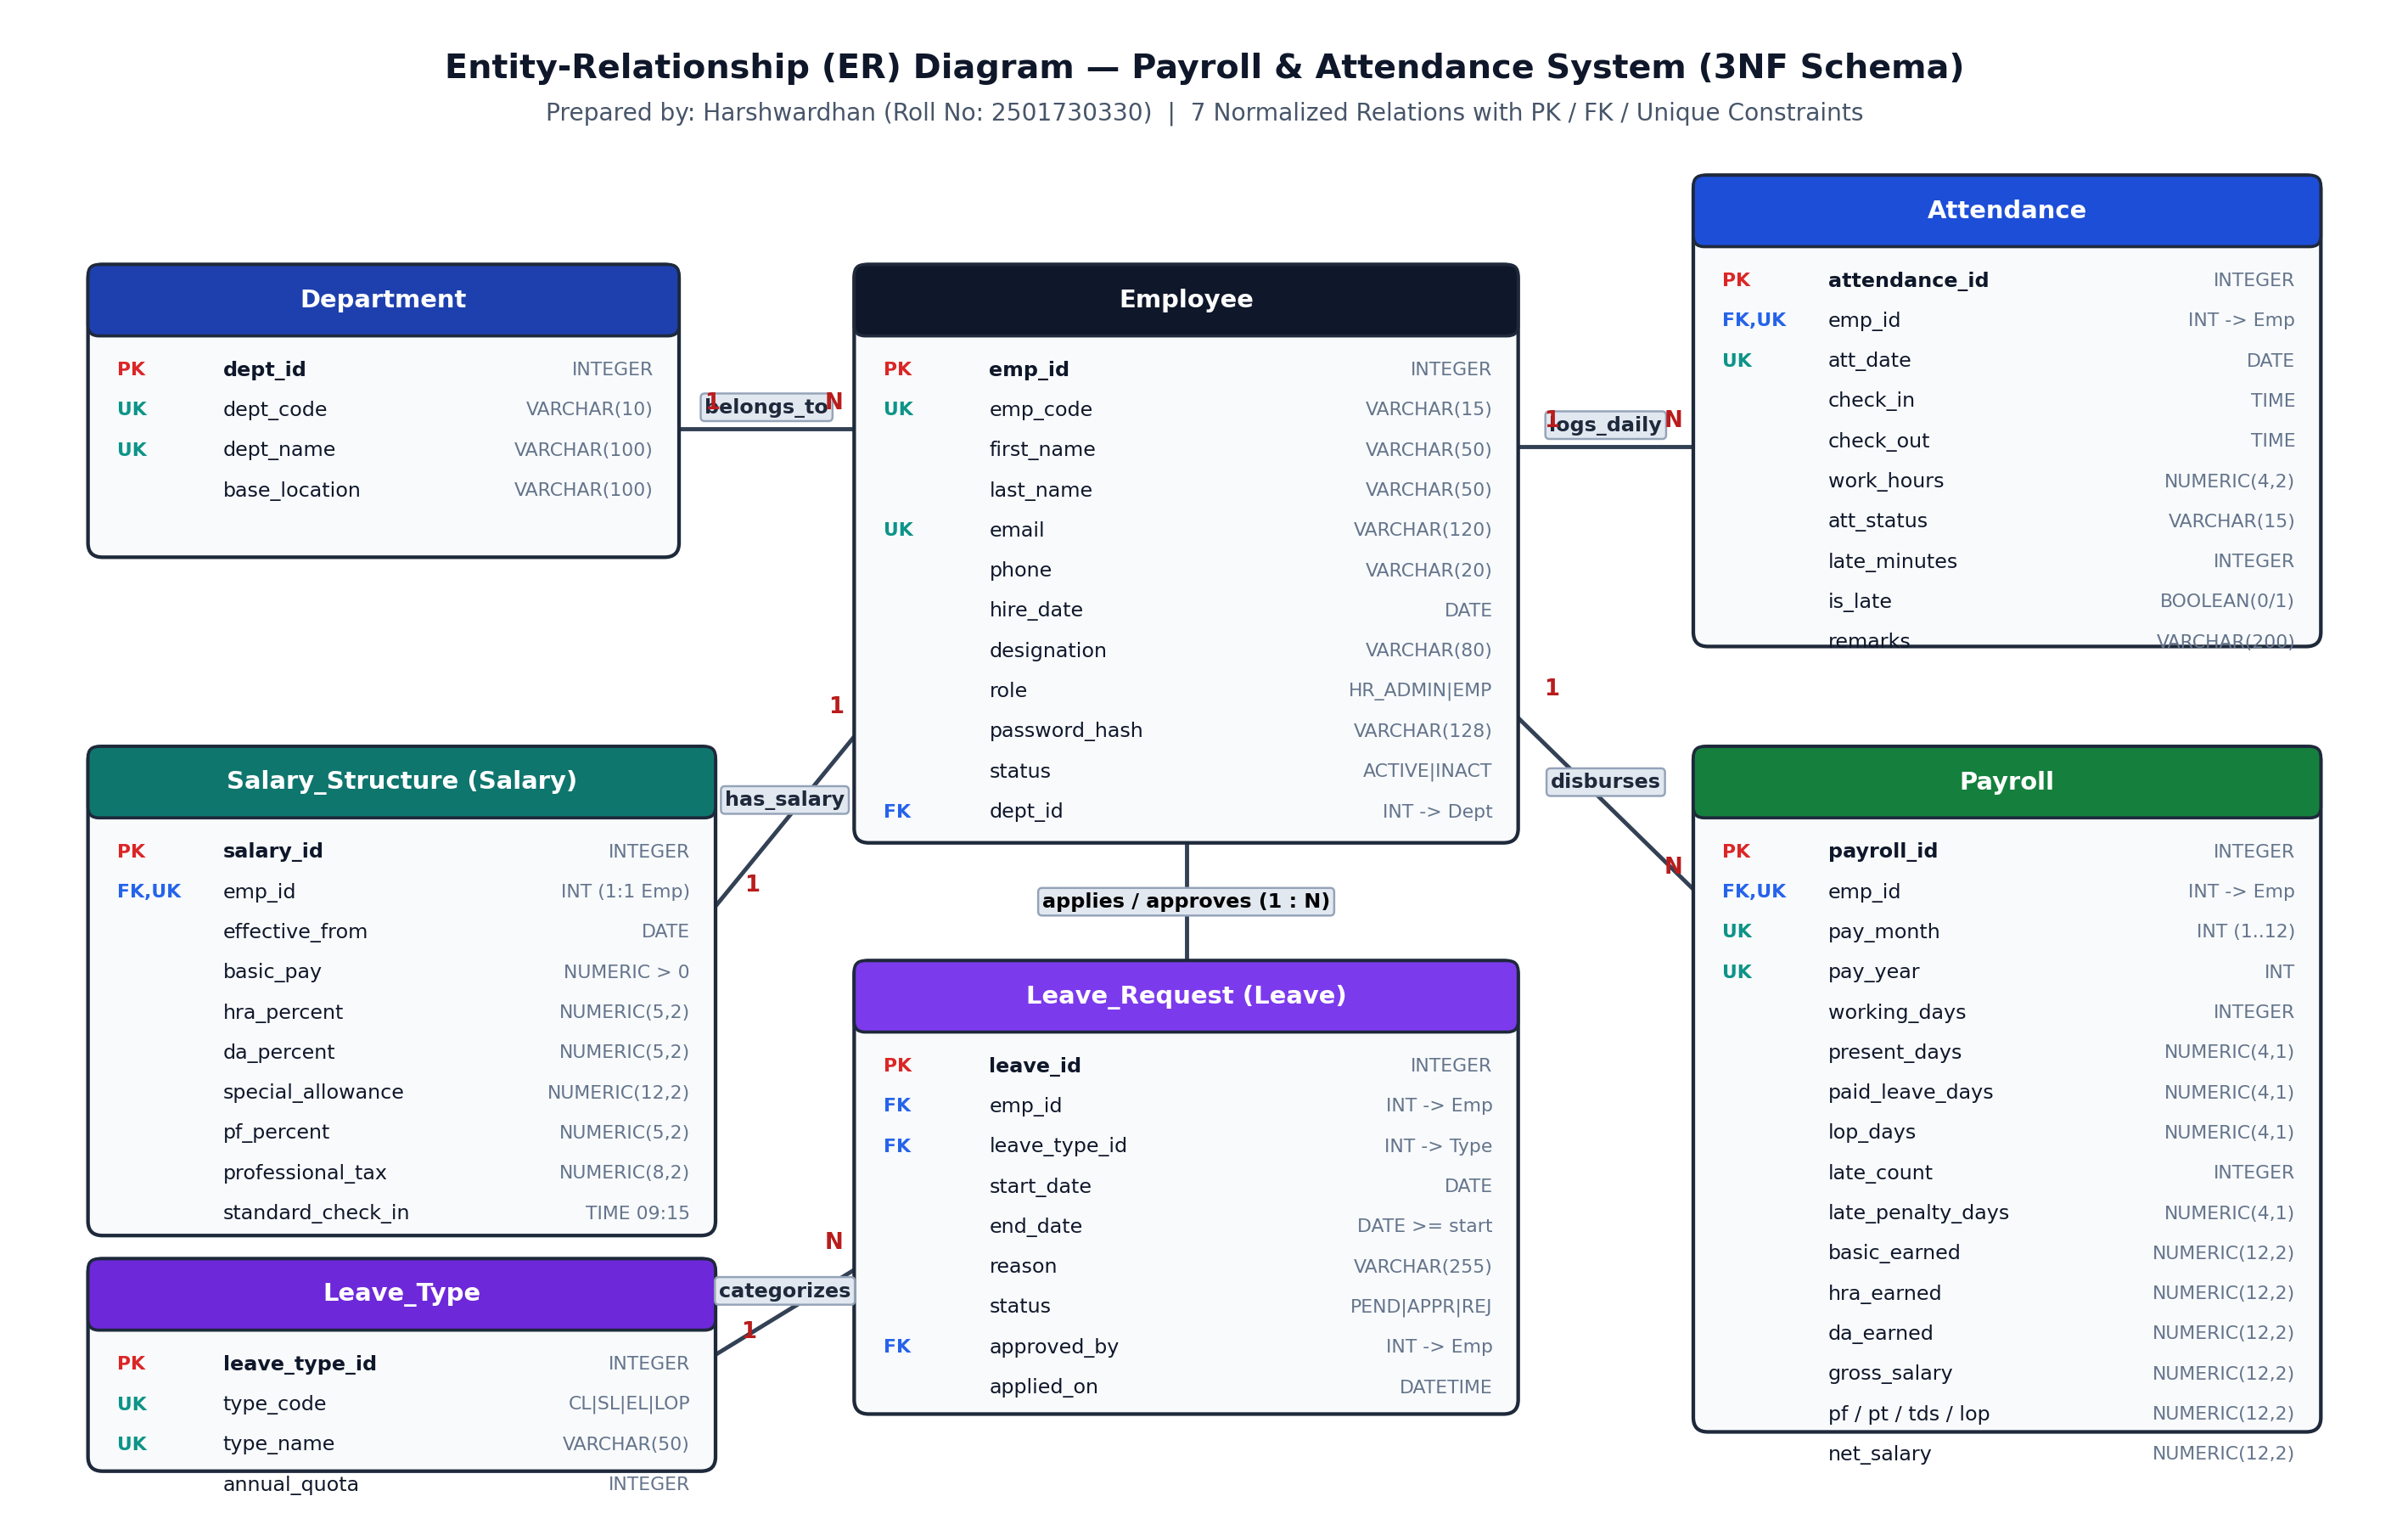 Entity-Relationship (ER) Diagram — Payroll & Attendance System (3NF Schema)
Prepared by: Harshwardhan (Roll No: 2501730330) | 7 Normalized Relations with PK / FK / Unique Constraints
Department
PK dept_id INTEGER
UK dept_code VARCHAR(10)
UK dept_name VARCHAR(100)
base_location VARCHAR(100)
1 belongs_to N
Employee
PK emp_id INTEGER
UK emp_code VARCHAR(15)
first_name VARCHAR(50)
last_name VARCHAR(50)
UK email VARCHAR(120)
phone VARCHAR(20)
hire_date DATE
designation VARCHAR(80)
role HR_ADMIN|EMP
password_hash VARCHAR(128)
status ACTIVE|INACT
FK dept_id INT -> Dept
1 logs_daily N
Attendance
PK attendance_id INTEGER
FK,UK emp_id INT -> Emp
UK att_date DATE
check_in TIME
check_out TIME
work_hours NUMERIC(4,2)
att_status VARCHAR(15)
late_minutes INTEGER
is_late BOOLEAN(0/1)
remarks VARCHAR(200)
1
has_salary
1
Salary_Structure (Salary)
PK salary_id INTEGER
FK,UK emp_id INT (1:1 Emp)
effective_from DATE
basic_pay NUMERIC > 0
hra_percent NUMERIC(5,2)
da_percent NUMERIC(5,2)
special_allowance NUMERIC(12,2)
pf_percent NUMERIC(5,2)
professional_tax NUMERIC(8,2)
standard_check_in TIME 09:15
applies / approves (1 : N)
1
disburses
N
Leave_Request (Leave)
PK leave_id INTEGER
FK emp_id INT -> Emp
FK leave_type_id INT -> Type
start_date DATE
end_date DATE >= start
reason VARCHAR(255)
status PEND|APPR|REJ
FK approved_by INT -> Emp
applied_on DATETIME
Payroll
PK payroll_id INTEGER
FK,UK emp_id INT -> Emp
UK pay_month INT (1..12)
UK pay_year INT
working_days INTEGER
present_days NUMERIC(4,1)
paid_leave_days NUMERIC(4,1)
lop_days NUMERIC(4,1)
late_count INTEGER
late_penalty_days NUMERIC(4,1)
basic_earned NUMERIC(12,2)
hra_earned NUMERIC(12,2)
da_earned NUMERIC(12,2)
gross_salary NUMERIC(12,2)
pf / pt / tds / lop NUMERIC(12,2)
net_salary NUMERIC(12,2)
N
categorizes
1
Leave_Type
PK leave_type_id INTEGER
UK type_code CL|SL|EL|LOP
UK type_name VARCHAR(50)
annual_quota INTEGER